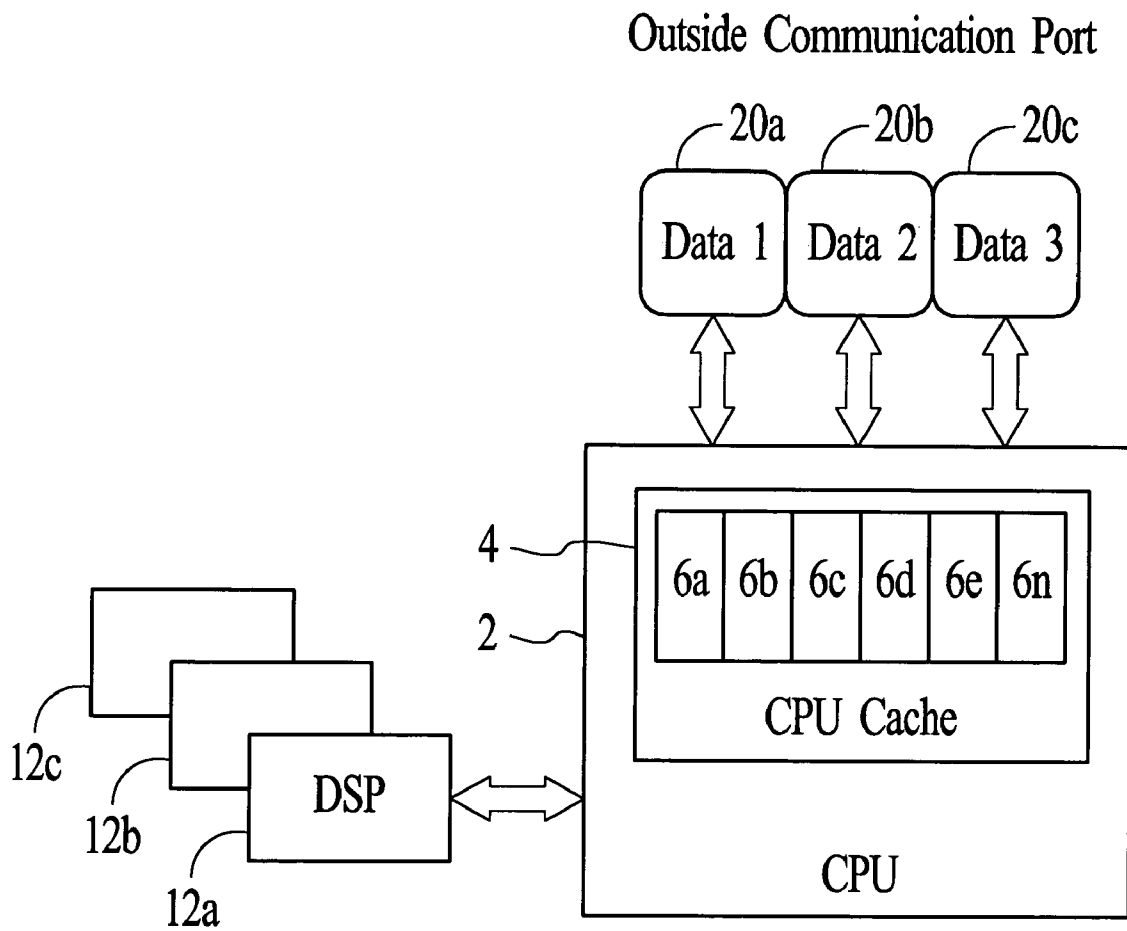 Outside Communication Port
20a 20b 20c
Data 1 Data 2 Data 3
4
6a 6b 6c 6d 6e 6n
2
CPU Cache
12c
DSP
12b
CPU
12a